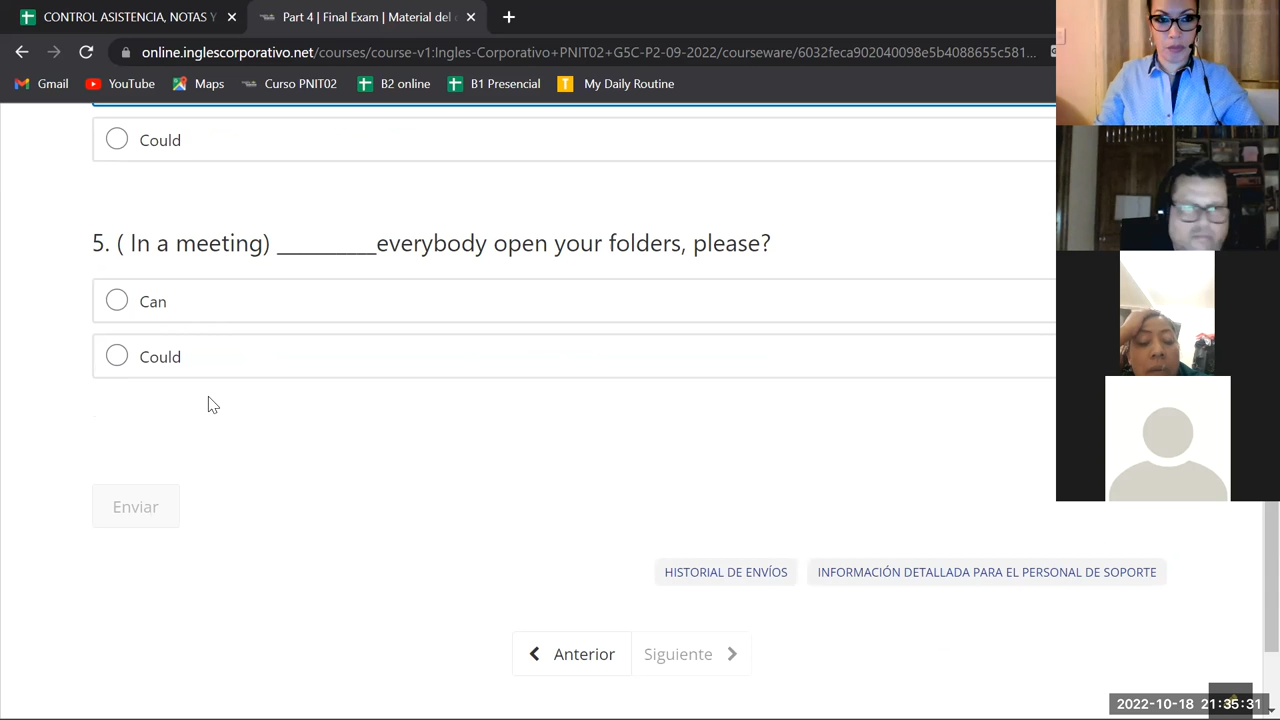 CONTROL ASISTENCIA, NOTAS Y
Part 4 | Final Exam | Material del
online.inglescorporativo.net/courses/course-v1:Inglescorporativo+PNIT02+G5C-P2-09-2022/courseware/6032feca902040098e5b4088655c581...
Gmail
YouTube
Maps
Curso PNIT02
B2 online
B1 Presencial
My Daily Routine
Could
5. ( In a meeting) __________everybody open your folders, please?
Can
Could
Enviar
HISTORIAL DE ENVÍOS
INFORMACIÓN DETALLADA PARA EL PERSONAL DE SOPORTE
Anterior
Siguiente
2022-10-18 21:35:31